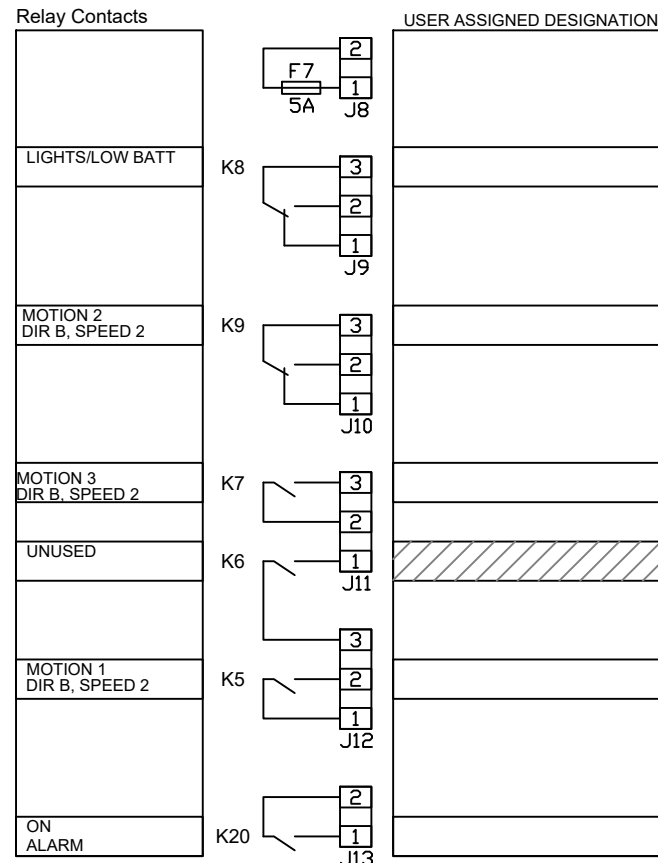 Relay Contacts
USER ASSIGNED DESIGNATION
2
F7
1
5A
J8
LIGHTS/LOW BATT
K8
3
2
1
J9
MOTION 2
DIR B, SPEED 2
K9
3
2
1
J10
MOTION 3
DIR B, SPEED 2
K7
3
2
UNUSED
K6
1
J11
3
MOTION 1
DIR B, SPEED 2
K5
2
1
J12
2
ON
ALARM
K20
1
J13